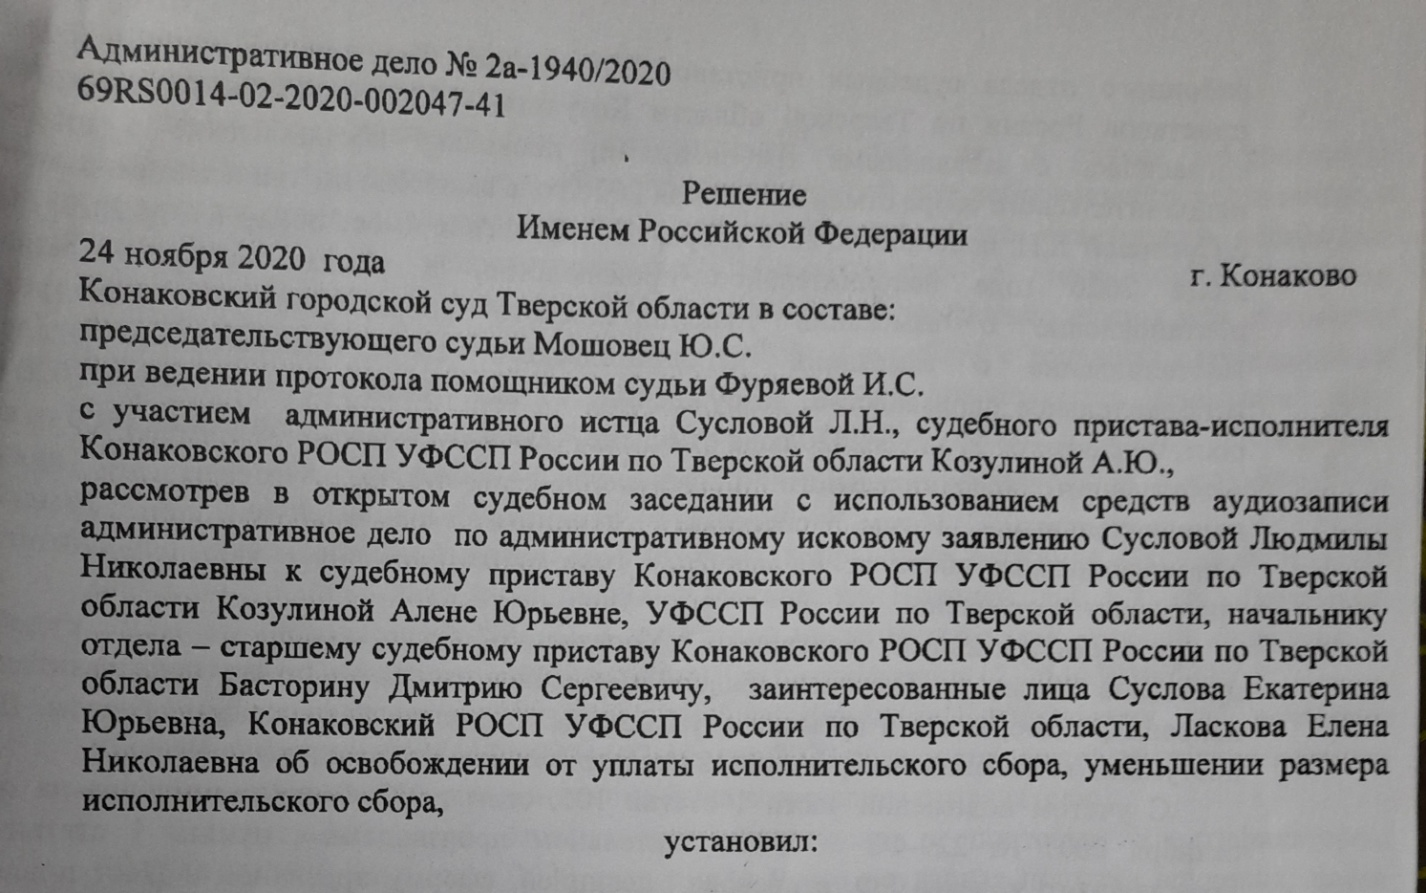 Административное дело № 2а-1940/2020
69RS0014-02-2020-002047-41
Решение
Именем Российской Федерации
24 ноября 2020 года г. Конаково
Конаковский городской суд Тверской области в составе:
председательствующего судьи Мошовец Ю.С.
при ведении протокола помощником судьи Фуряевой И.С.
с участием административного истца Сусловой Л.Н., судебного пристава-исполнителя
Конаковского РОСП УФССП России по Тверской области Козулиной А.Ю.,
рассмотрев в открытом судебном заседании с использованием средств аудиозаписи
административное дело по административному исковому заявлению Сусловой Людмилы
Николаевны к судебному приставу Конаковского РОСП УФССП России по Тверской
области Козулиной Алене Юрьевне, УФССП России по Тверской области, начальнику
отдела – старшему судебному приставу Конаковского РОСП УФССП России по Тверской
области Басторину Дмитрию Сергеевичу, заинтересованные лица Суслова Екатерина
Юрьевна, Конаковский РОСП УФССП России по Тверской области, Ласкова Елена
Николаевна об освобождении от уплаты исполнительского сбора, уменьшении размера
исполнительского сбора,
установил: